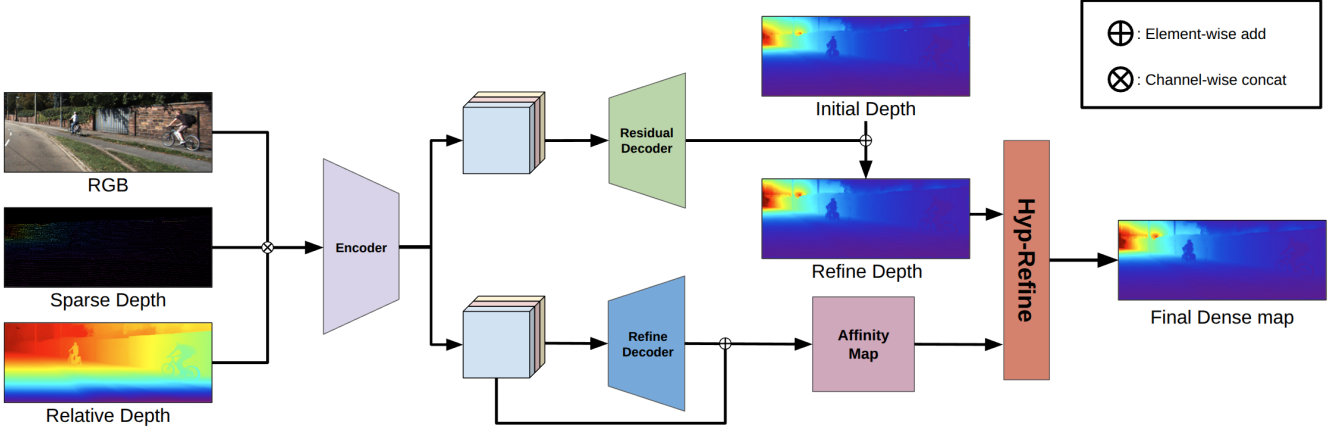 RGB
Sparse Depth
Relative Depth
Encoder
Residual
Decoder
Refine
Decoder
Initial Depth
Refine Depth
Affinity
Map
Hyp-Refine
Final Dense map
: Element-wise add
: Channel-wise concat